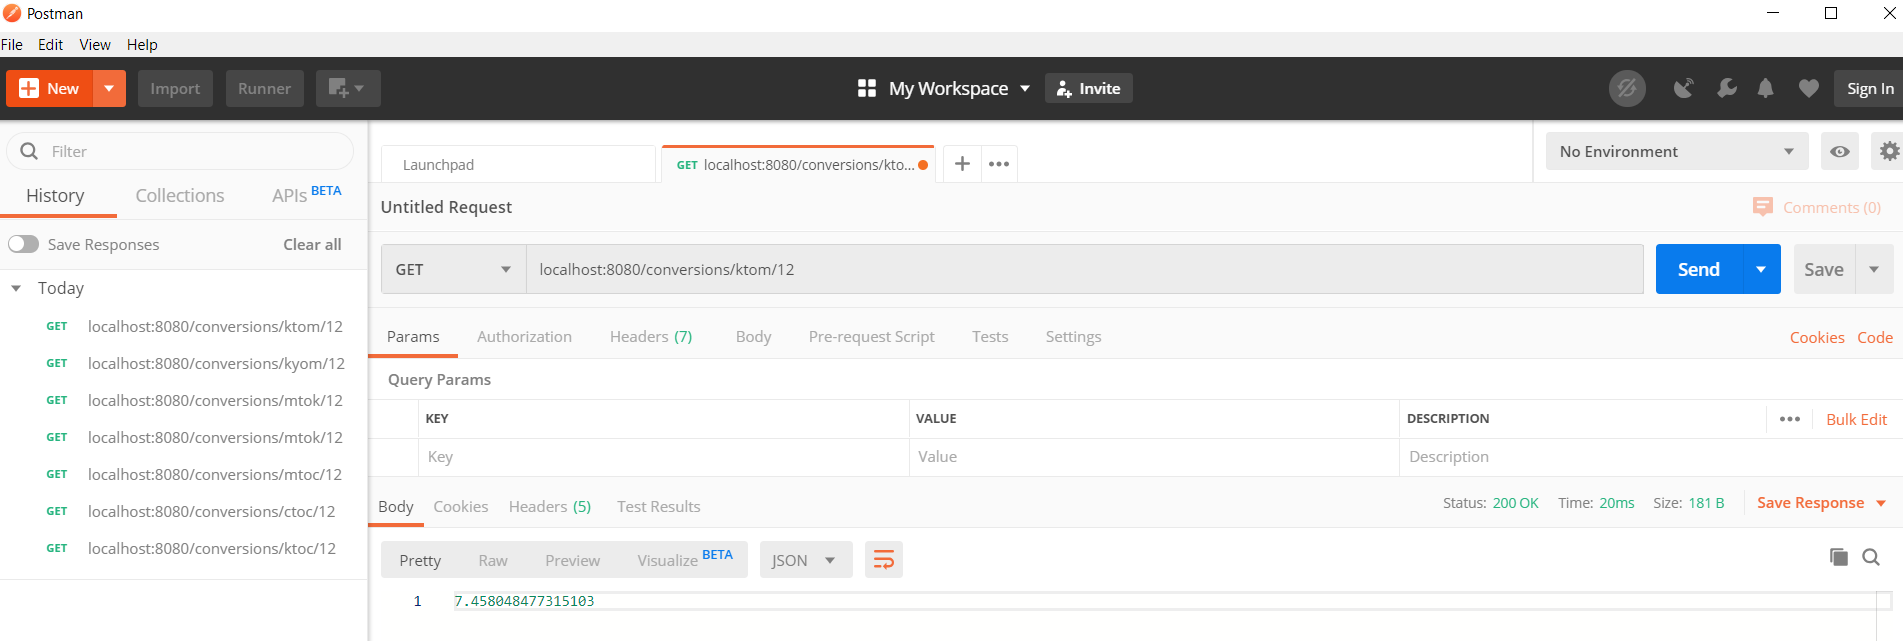 Postman
File Edit View Help
New Import Runner My Workspace Invite Sign In
Filter
History Collections APIs BETA
Save Responses Clear all
Today
GET localhost:8080/conversions/ktom/12
GET localhost:8080/conversions/kyom/12
GET localhost:8080/conversions/mtok/12
GET localhost:8080/conversions/mtok/12
GET localhost:8080/conversions/mtoc/12
GET localhost:8080/conversions/ctoc/12
GET localhost:8080/conversions/ktoc/12
Launchpad GET localhost:8080/conversions/kto... No Environment
Untitled Request Comments (0)
GET localhost:8080/conversions/ktom/12 Send Save
Params Authorization Headers (7) Body Pre-request Script Tests Settings Cookies Code
Query Params
KEY VALUE DESCRIPTION Bulk Edit
Key Value Description
Body Cookies Headers (5) Test Results Status: 200 OK Time: 20ms Size: 181 B Save Response
Pretty Raw Preview Visualize BETA JSON
1 7.458048477315103